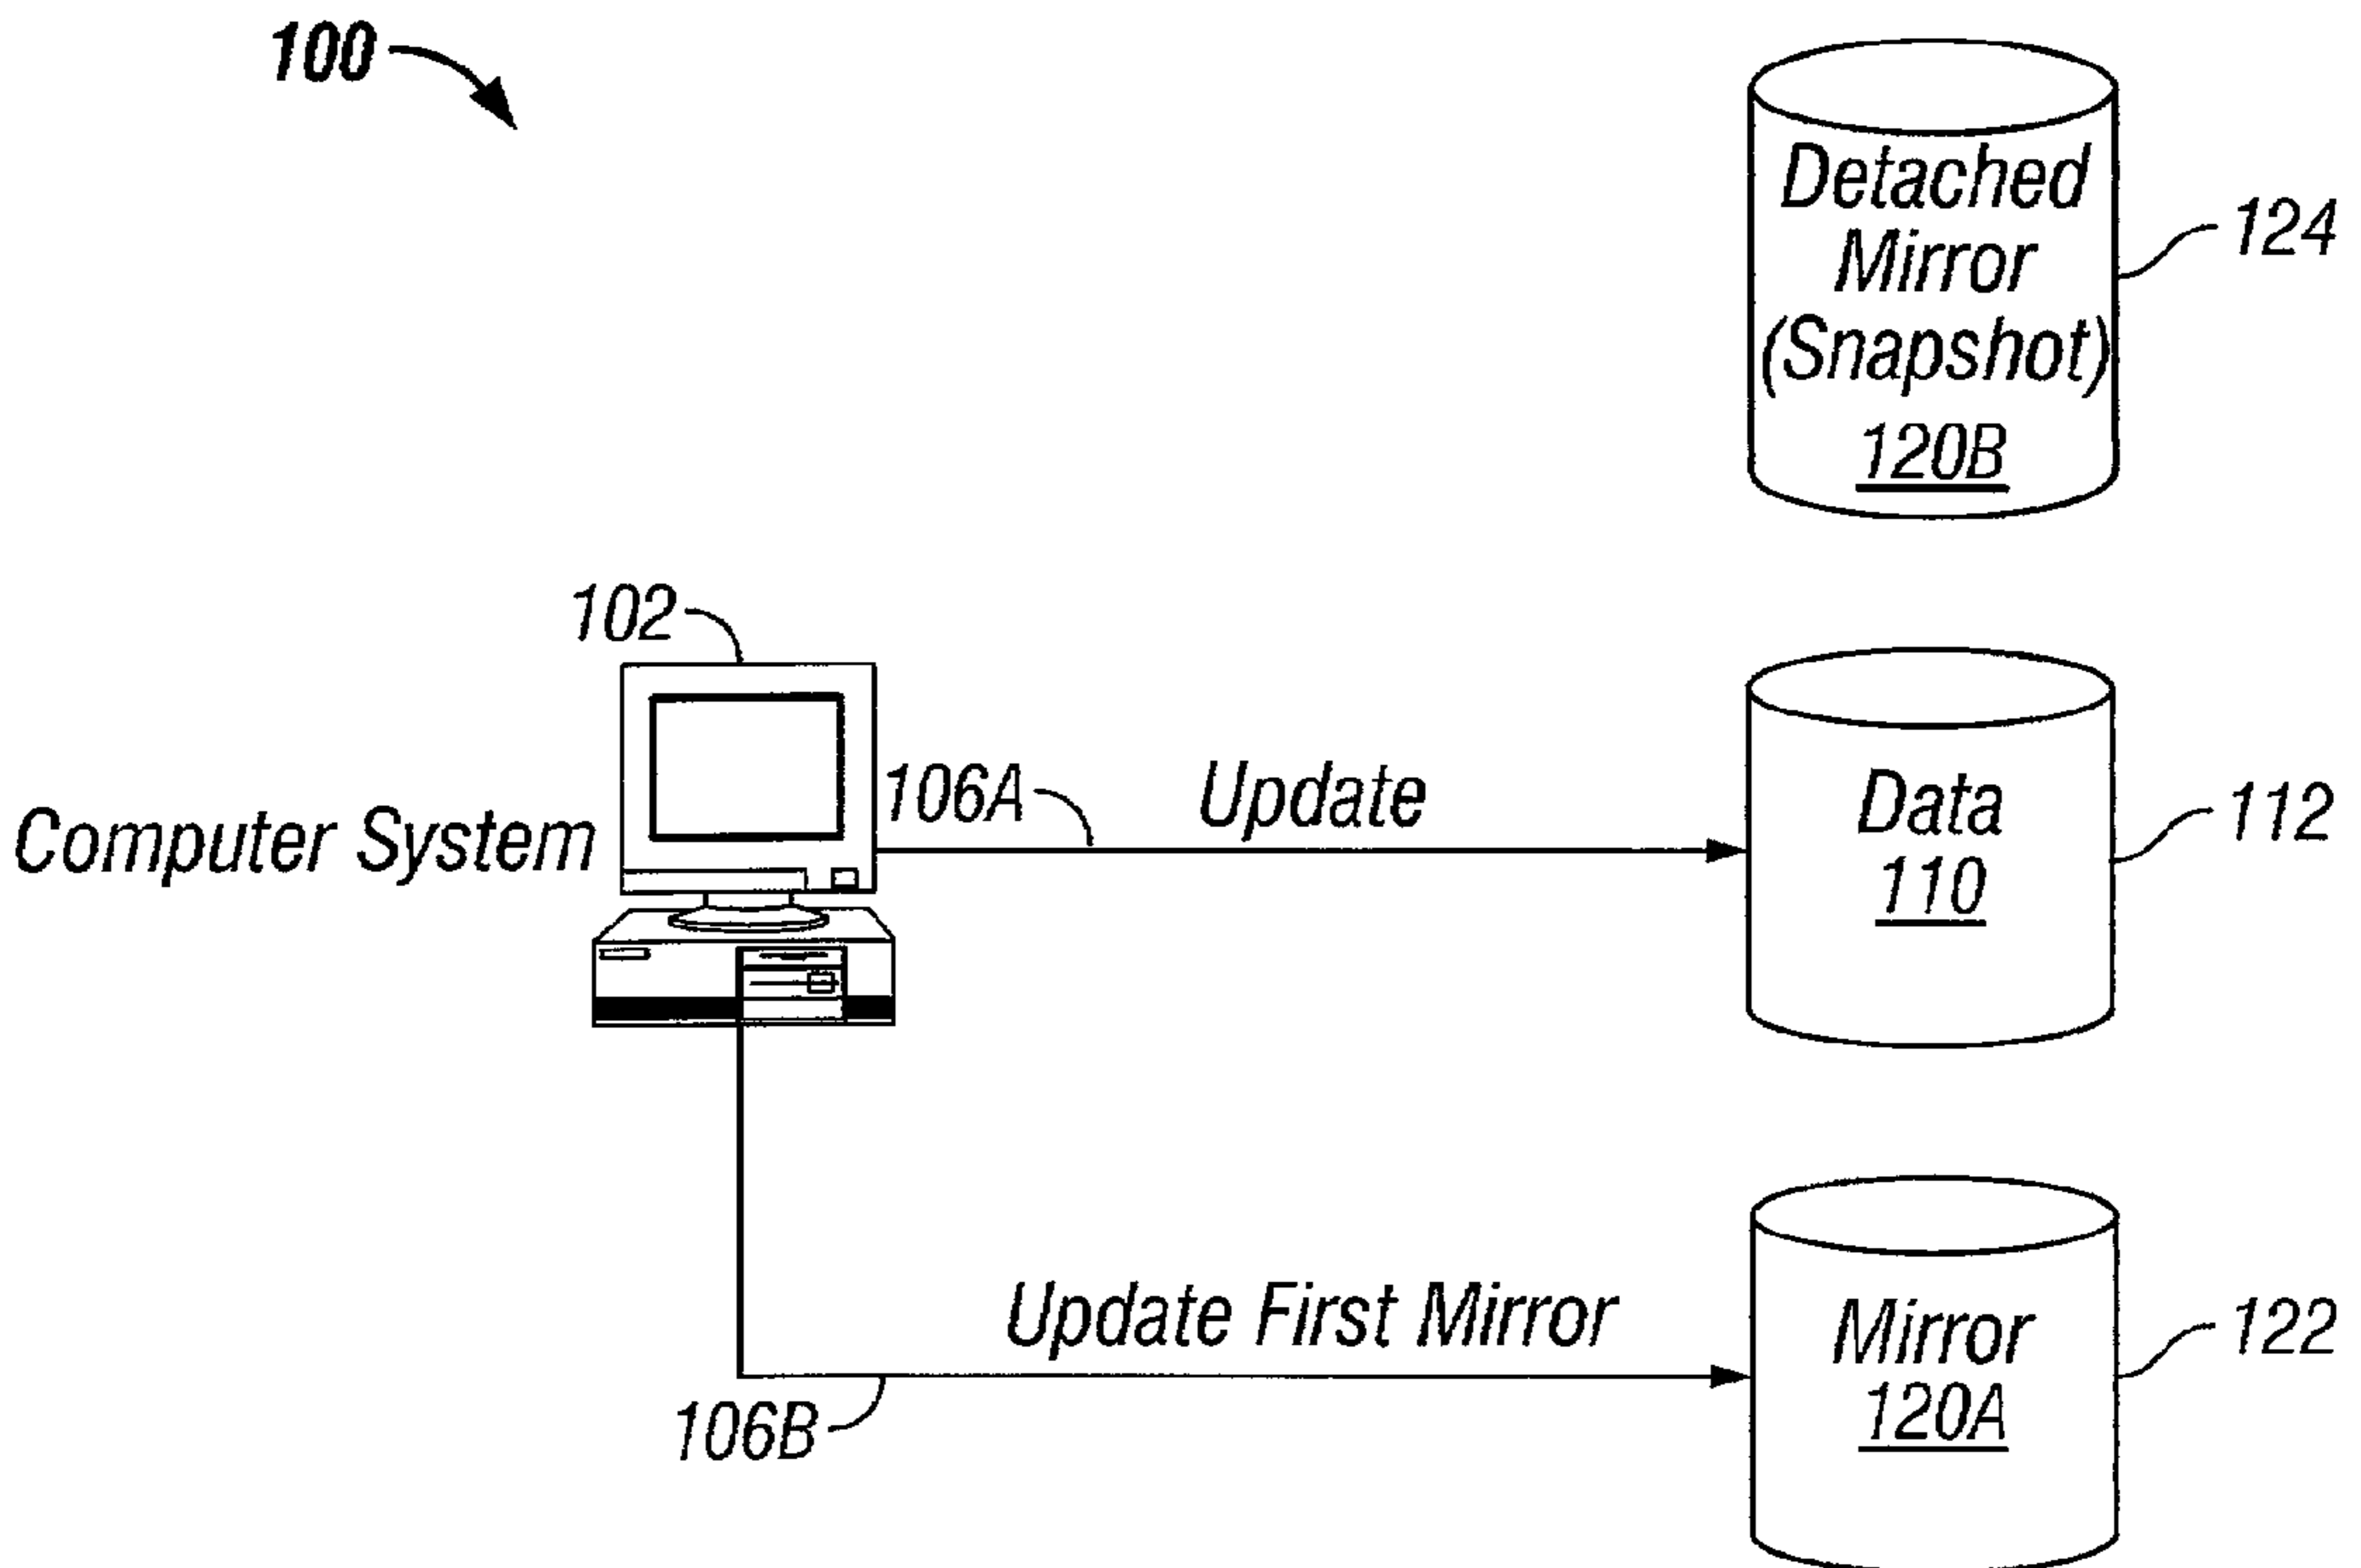 100
Detached
Mirror
(Snapshot)
120B
124
102
Computer System
106A
Update
Data
110
112
Update First Mirror
106B
Mirror
120A
122